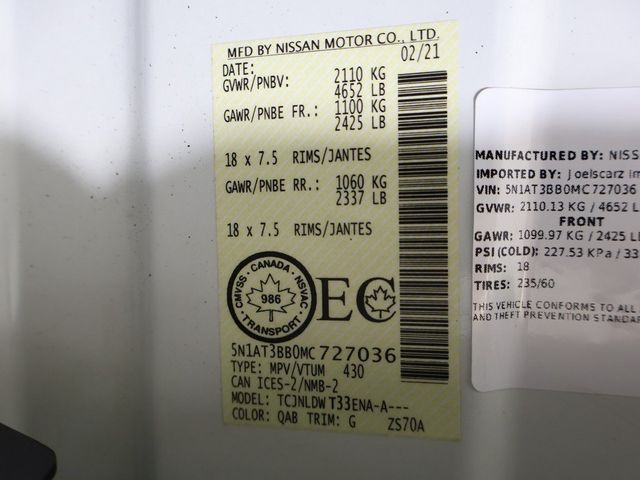 MFD BY NISSAN MOTOR CO., LTD.
DATE: 02/21
GVWR/PNBV: 2110 KG
4652 LB
GAWR/PNBE FR.: 1100 KG
2425 LB
18 x 7.5 RIMS/JANTES
GAWR/PNBE RR.: 1060 KG
2337 LB
18 x 7.5 RIMS/JANTES
CMVSS · CANADA · NSVAC
986
· TRANSPORT ·
EC
5N1AT3BB0MC727036
TYPE: MPV/VTUM 430
CAN ICES-2/NMB-2
MODEL: TCJNLDW T33ENA-A---
COLOR: QAB TRIM: G ZS70A
MANUFACTURED BY: NISS
IMPORTED BY: Joelscarz Im
VIN: 5N1AT3BB0MC727036
GVWR: 2110.13 KG / 4652 L
FRONT
GAWR: 1099.97 KG / 2425 L
PSI (COLD): 227.53 KPa / 33
RIMS: 18
TIRES: 235/60
THIS VEHICLE CONFORMS TO ALL
AND THEFT PREVENTION STANDA